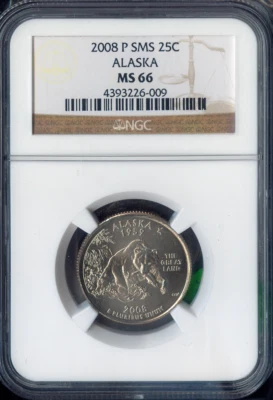 2008 P SMS 25C
ALASKA
MS 66
4393226-009
NGC
ALASKA
1959
THE
GREAT
LAND
2008
E PLURIBUS UNUM